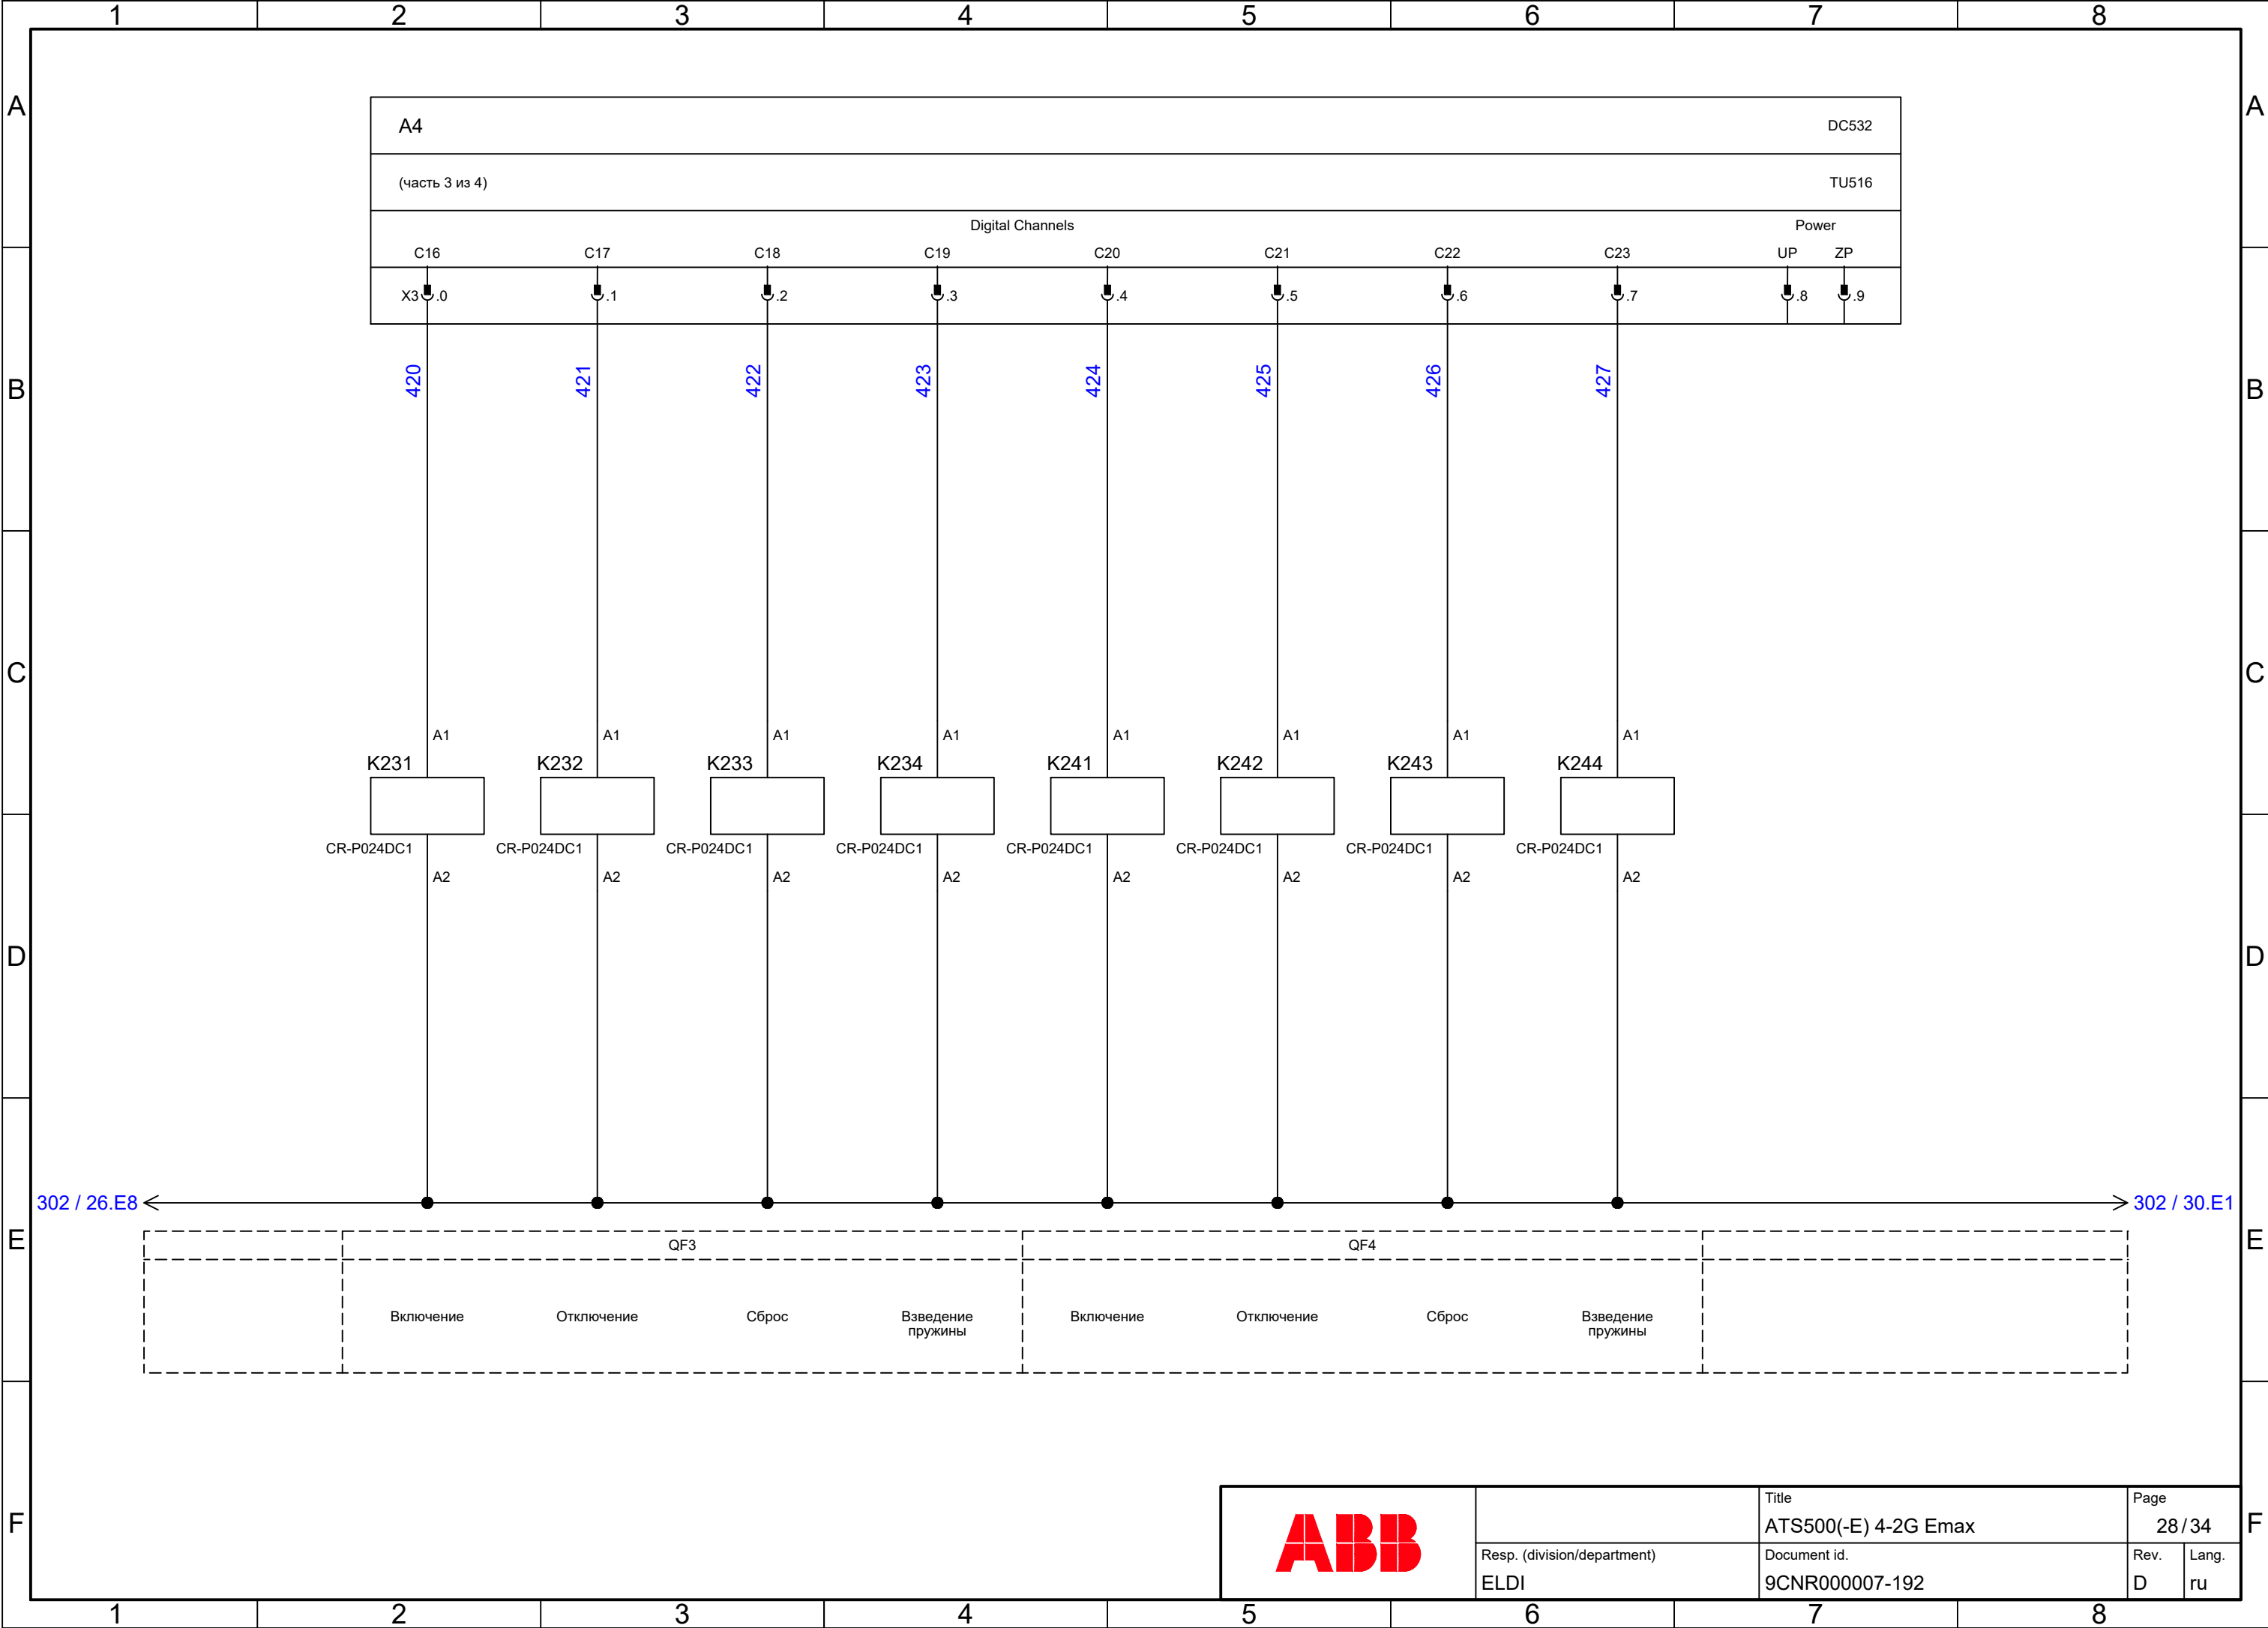 1 2 3 4 5 6 7 8
A A
A4 DC532
(часть 3 из 4) TU516
Digital Channels Power
C16 C17 C18 C19 C20 C21 C22 C23 UP ZP
X3 .0 .1 .2 .3 .4 .5 .6 .7 .8 .9
420 421 422 423 424 425 426 427
B B
C C
A1 A1 A1 A1 A1 A1 A1 A1
K231 K232 K233 K234 K241 K242 K243 K244
CR-P024DC1 CR-P024DC1 CR-P024DC1 CR-P024DC1 CR-P024DC1 CR-P024DC1 CR-P024DC1 CR-P024DC1
A2 A2 A2 A2 A2 A2 A2 A2
D D
302 / 26.E8 302 / 30.E1
E E
QF3 QF4
Включение Отключение Сброс Взведение Включение Отключение Сброс Взведение
пружины пружины
F F
ABB
Title Page
ATS500(-E) 4-2G Emax 28/34
Resp. (division/department) Document id. Rev. Lang.
ELDI 9CNR000007-192 D ru
1 2 3 4 5 6 7 8